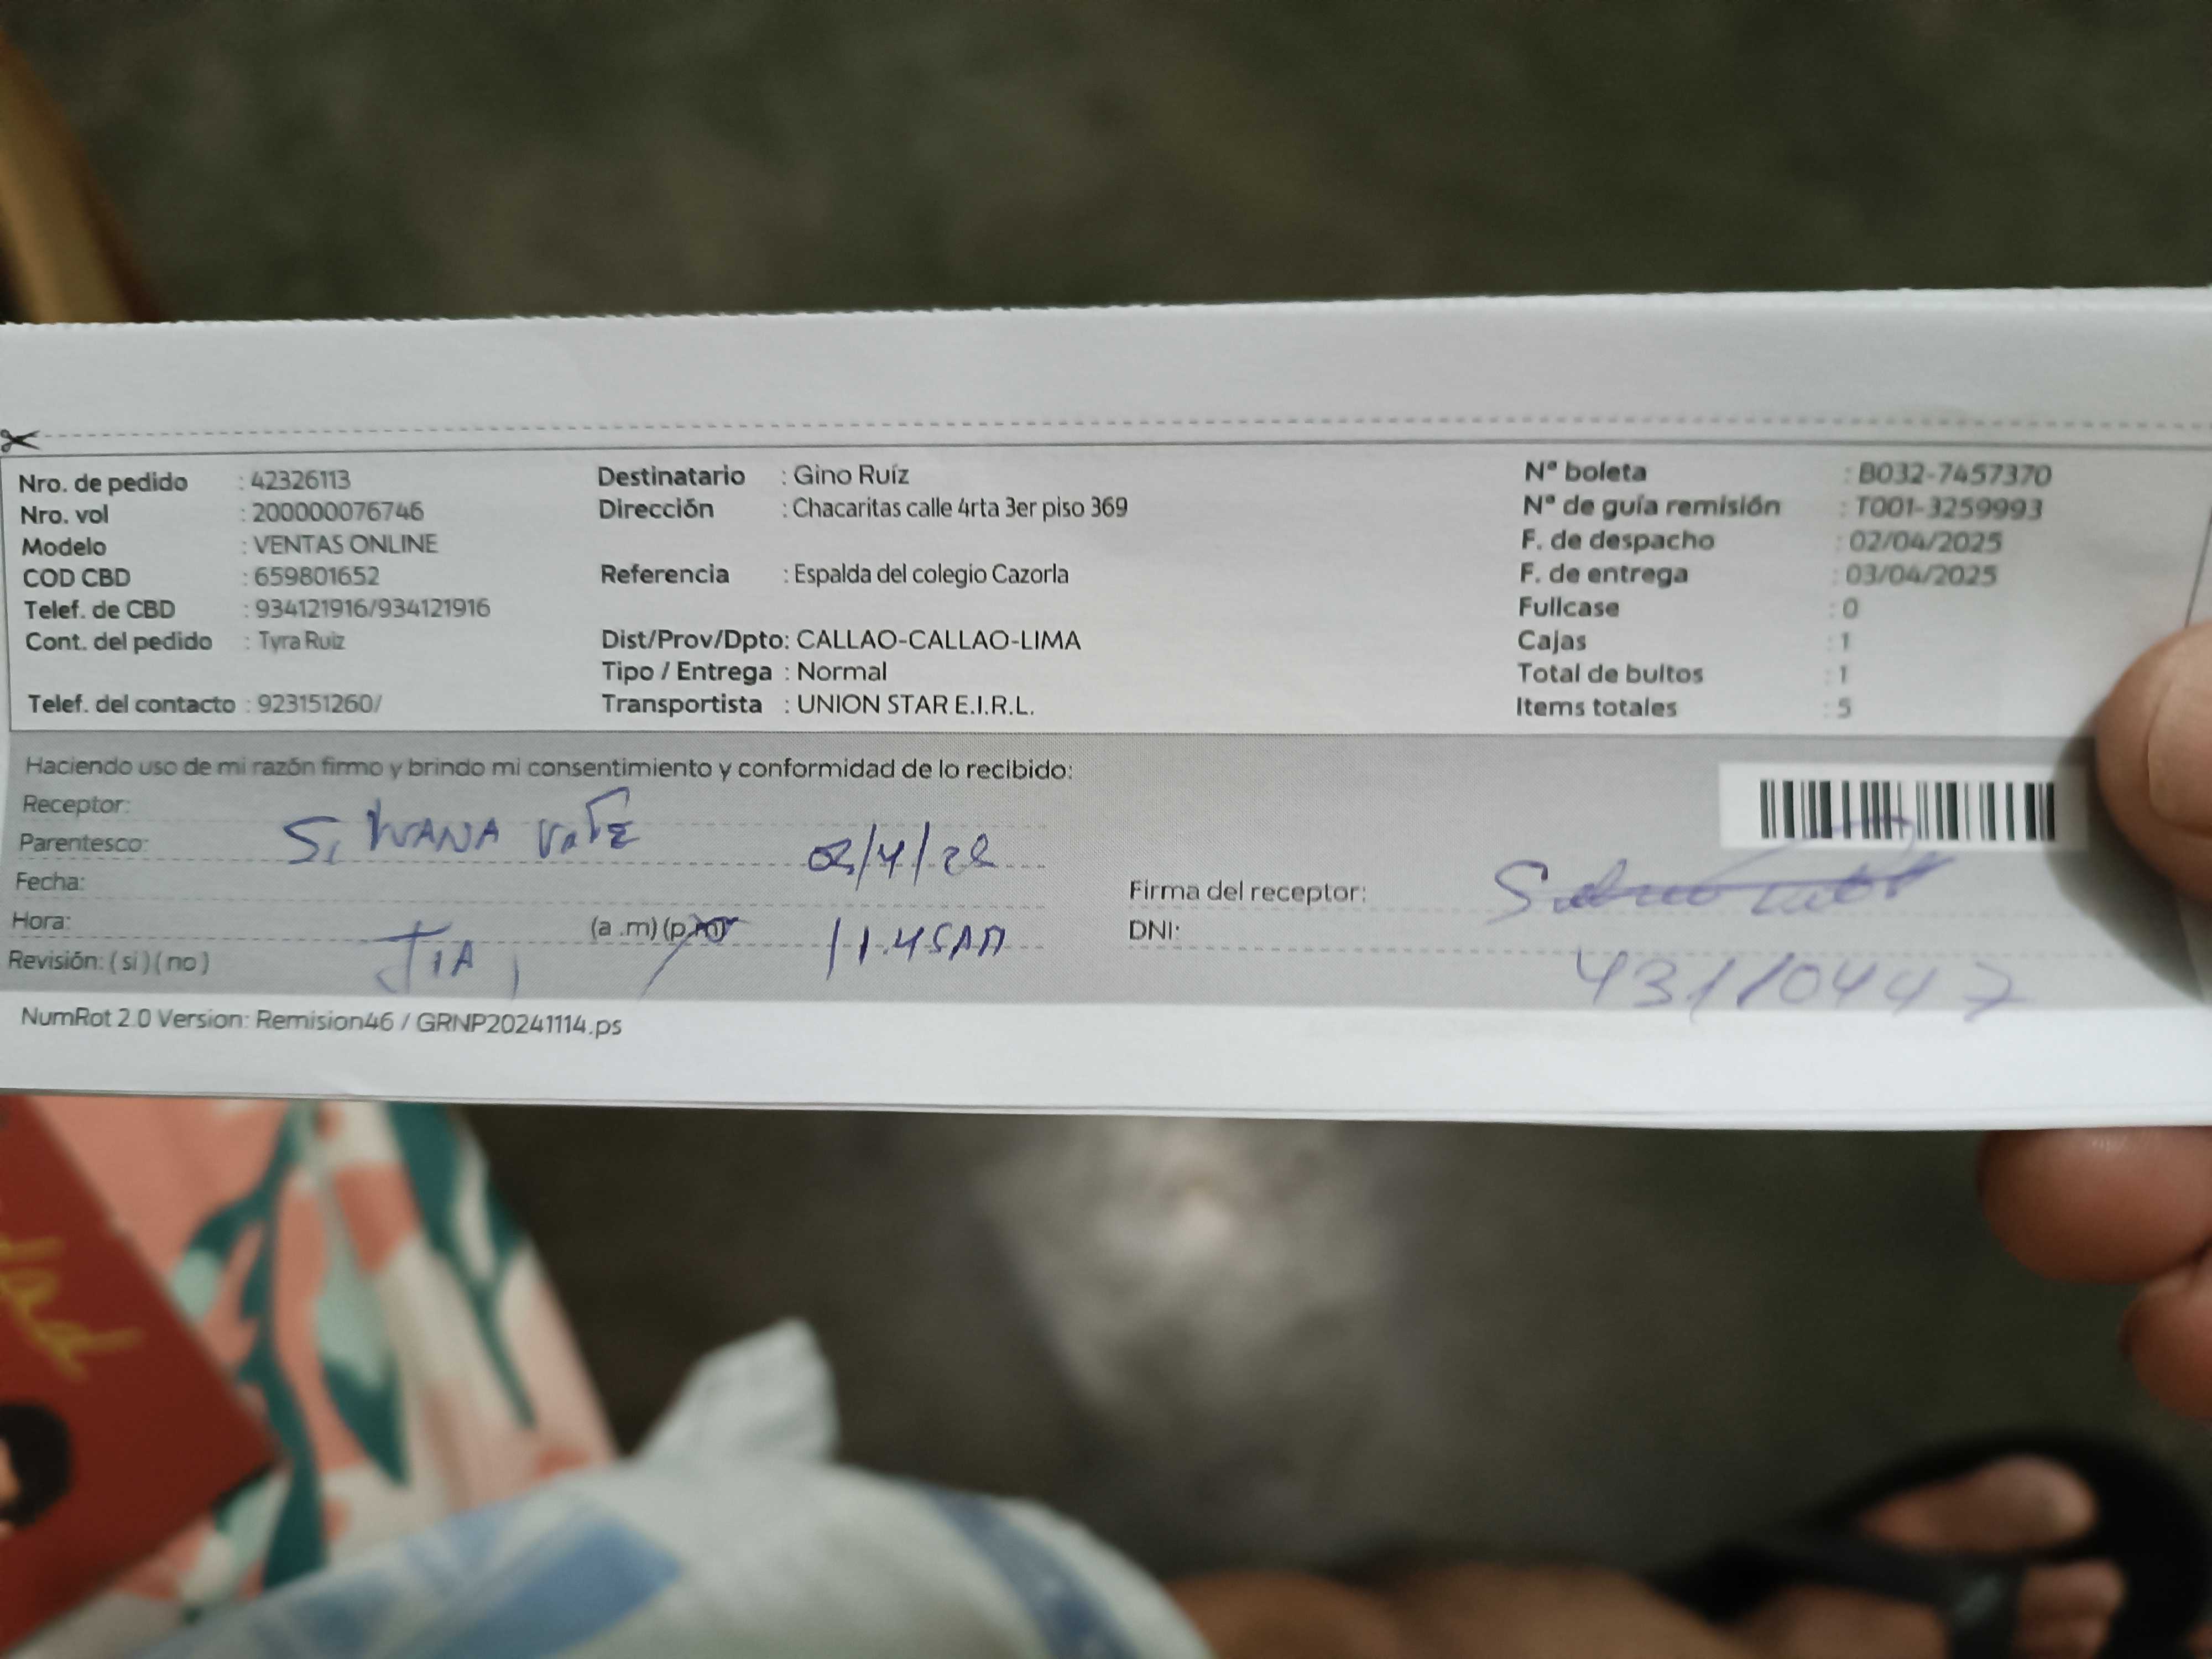 Nro. de pedido : 42326113
Nro. vol : 200000076746
Modelo : VENTAS ONLINE
COD CBD : 659801652
Telef. de CBD : 934121916/934121916
Cont. del pedido : Tyra Ruiz
Telef. del contacto : 923151260/
Destinatario : Gino Ruíz
Dirección : Chacaritas calle 4rta 3er piso 369
Referencia : Espalda del colegio Cazorla
Dist/Prov/Dpto: CALLAO-CALLAO-LIMA
Tipo / Entrega : Normal
Transportista : UNION STAR E.I.R.L.
Nª boleta : B032-7457370
Nª de guía remisión : T001-3259993
F. de despacho : 02/04/2025
F. de entrega : 03/04/2025
Fullcase : 0
Cajas : 1
Total de bultos : 1
Items totales : 5
Haciendo uso de mi razón firmo y brindo mi consentimiento y conformidad de lo recibido:
Receptor:
Parentesco:
Fecha:
Hora: (a .m) (p.m)
TIA 11.45AM
Revisión: ( si ) ( no )
Firma del receptor:
DNI:
43110447
NumRot 2.0 Version: Remision46 / GRNP20241114.ps